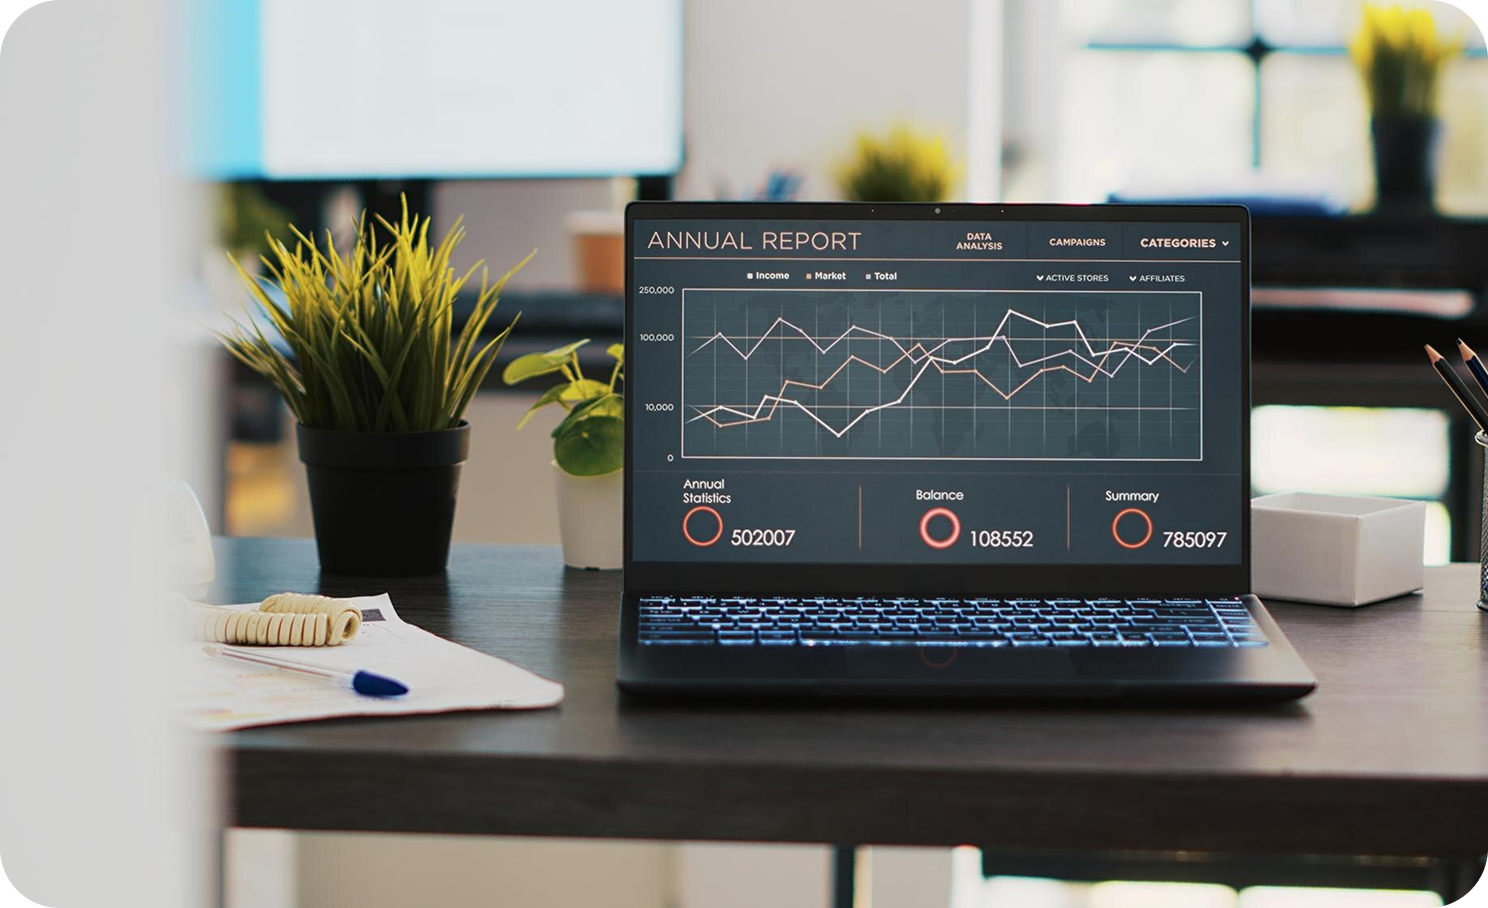 ANNUAL REPORT
DATA
ANALYSIS
CAMPAIGNS
CATEGORIES
Income
Market
Total
ACTIVE STORES
AFFILIATES
250,000
100,000
10,000
0
Annual
Statistics
502007
Balance
108552
Summary
785097